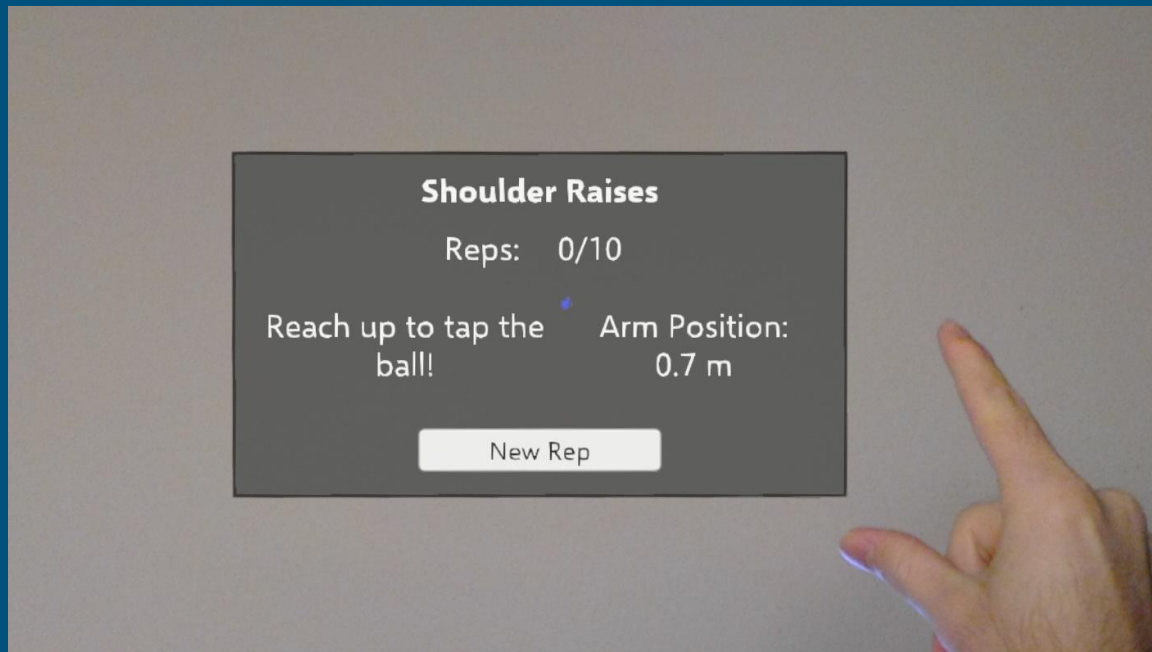 Shoulder Raises
Reps: 0/10
Reach up to tap the
ball!
Arm Position:
0.7 m
New Rep